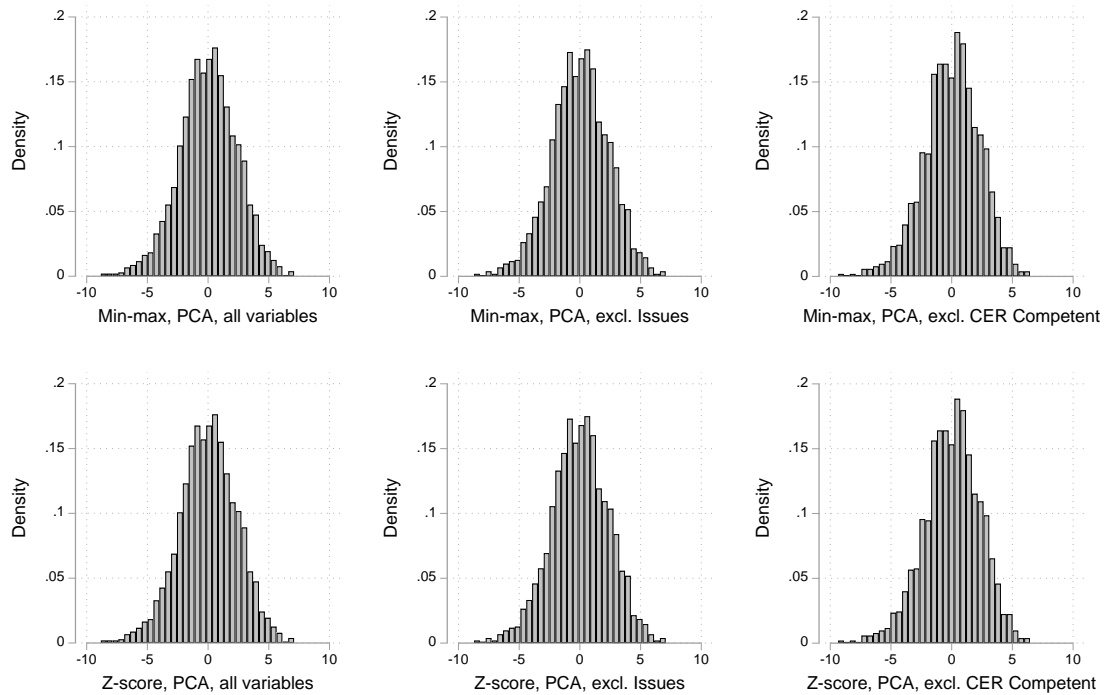 .2 .2 .2
.15 .15 .15
Density Density Density
.1 .1 .1
.05 .05 .05
0 0 0
-10 -5 0 5 10 -10 -5 0 5 10 -10 -5 0 5 10
Min-max, PCA, all variables Min-max, PCA, excl. Issues Min-max, PCA, excl. CER Competent
.2 .2 .2
.15 .15 .15
Density Density Density
.1 .1 .1
.05 .05 .05
0 0 0
-10 -5 0 5 10 -10 -5 0 5 10 -10 -5 0 5 10
Z-score, PCA, all variables Z-score, PCA, excl. Issues Z-score, PCA, excl. CER Competent